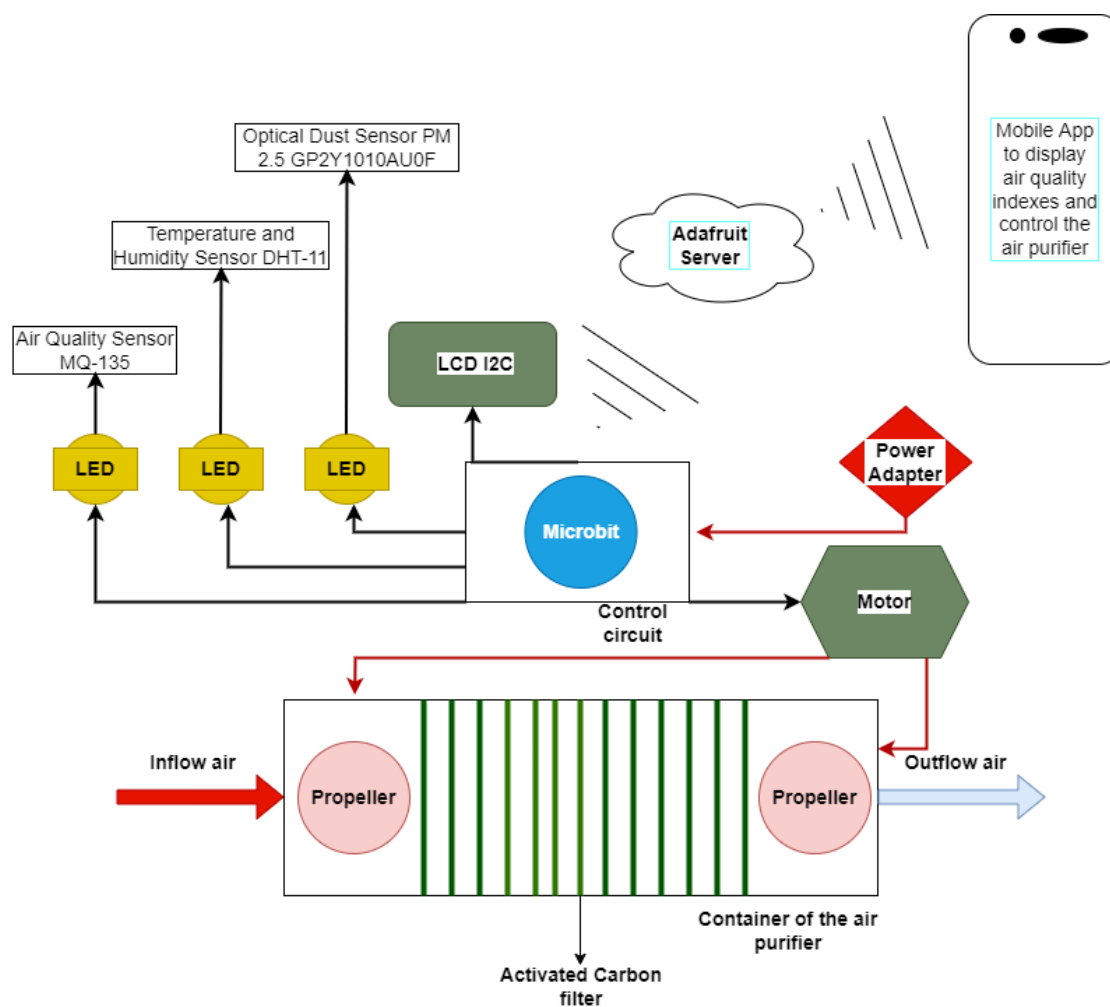 Optical Dust Sensor PM
2.5 GP2Y1010AU0F
Mobile App
to display
air quality
indexes and
control the
air purifier
Temperature and
Humidity Sensor DHT-11
Adafruit
Server
Air Quality Sensor
MQ-135
LCD I2C
LED
LED
LED
Power
Adapter
Microbit
Control
circuit
Motor
Inflow air
Propeller
Propeller
Outflow air
Container of the air
purifier
Activated Carbon
filter